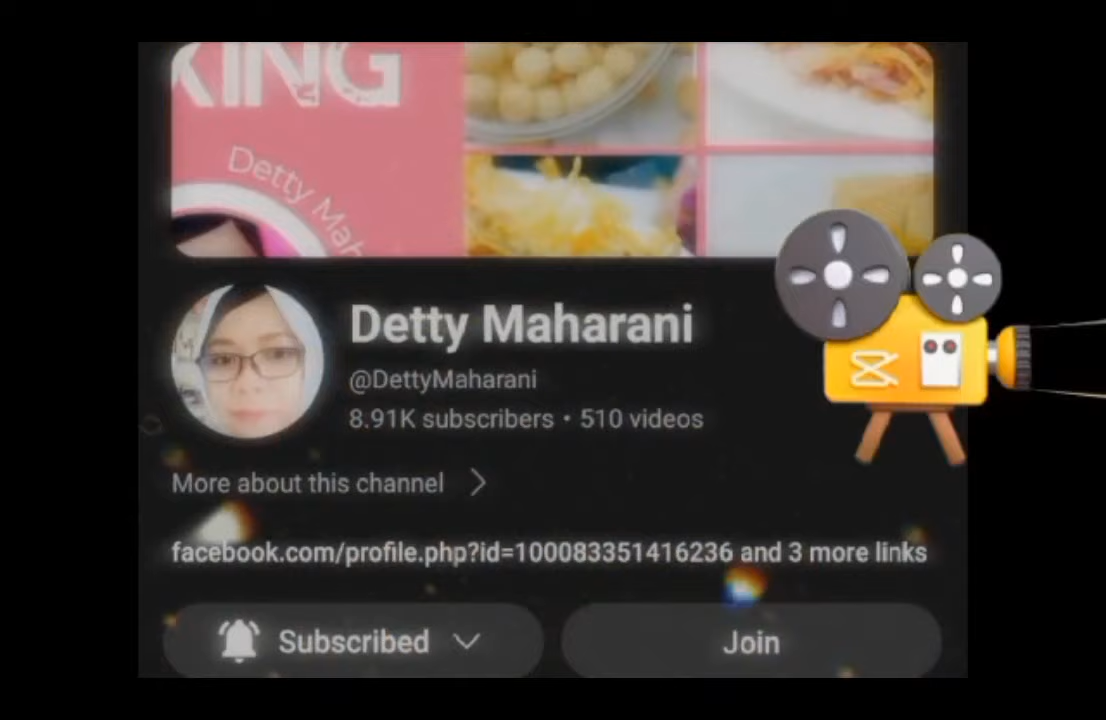 KING
Detty Mah
Detty Maharani
@DettyMaharani
8.91K subscribers • 510 videos
More about this channel
facebook.com/profile.php?id=100083351416236 and 3 more links
Subscribed
Join